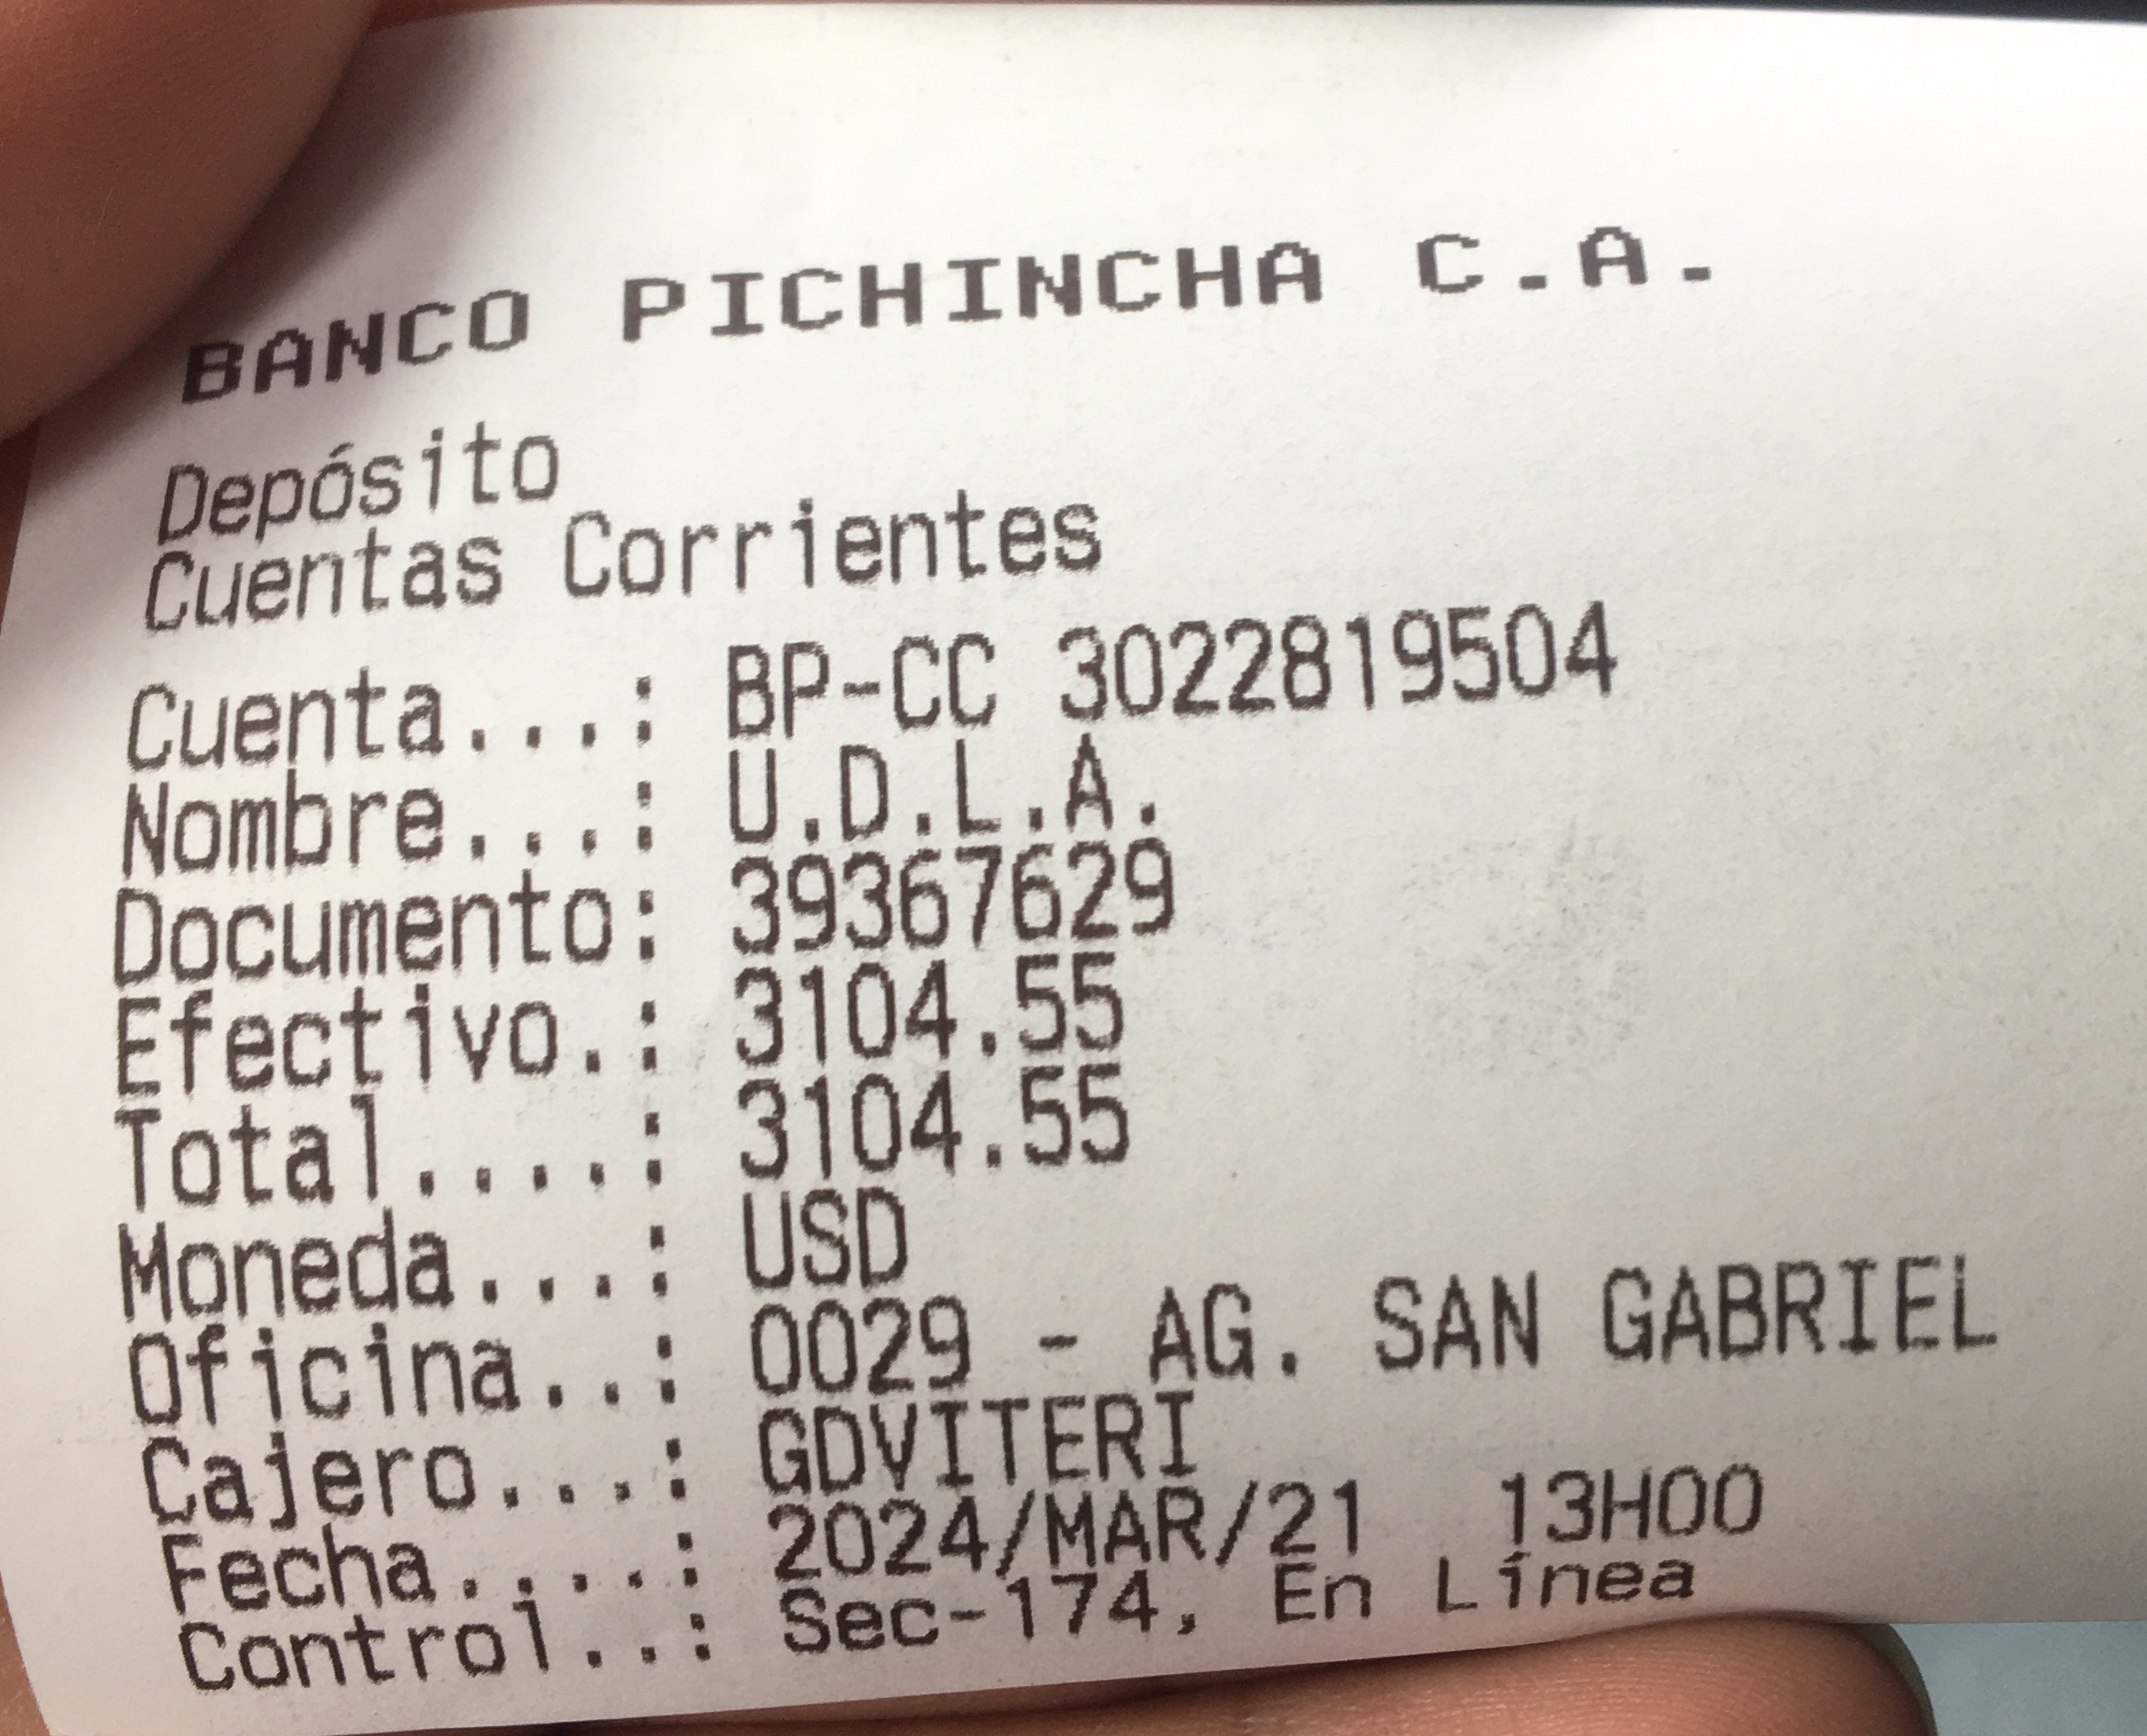 BANCO PICHINCHA C.A.
Depósito
Cuentas Corrientes
Cuenta...: BP-CC 3022819504
Nombre...: U.D.L.A.
Documento: 39367629
Efectivo.: 3104.55
Total....: 3104.55
Moneda...: USD
Oficina..: 0029 - AG. SAN GABRIEL
Cajero...: GDVITERI
Fecha....: 2024/MAR/21 13H00
Control..: Sec-174, En Línea